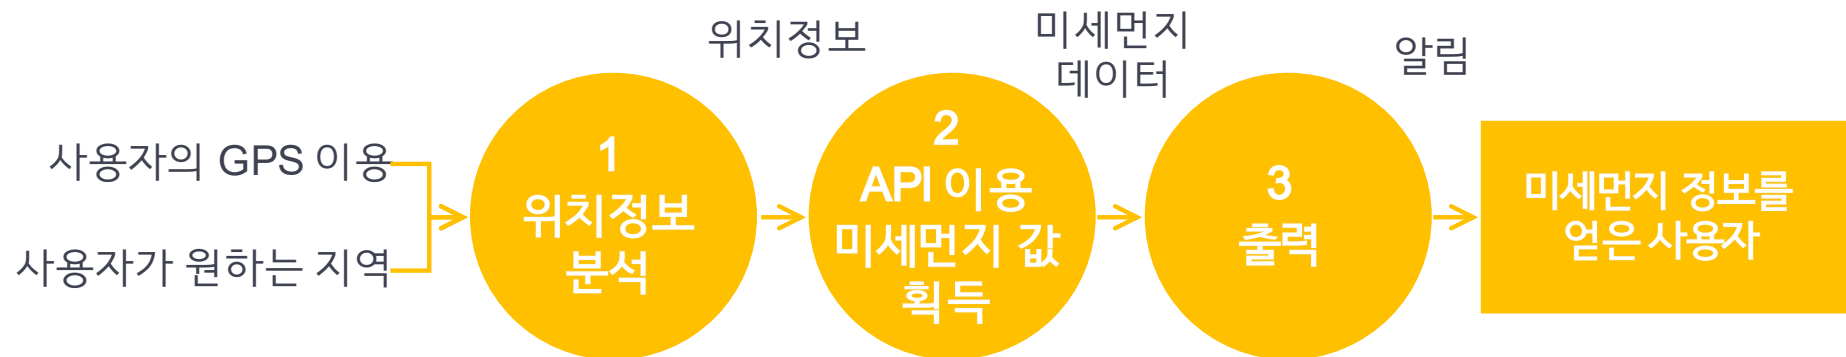 사용자의 GPS 이용
사용자가 원하는 지역
1
위치정보
분석
위치정보
2
API 이용
미세먼지 값
획득
미세먼지
데이터
3
출력
알림
미세먼지 정보를
얻은 사용자